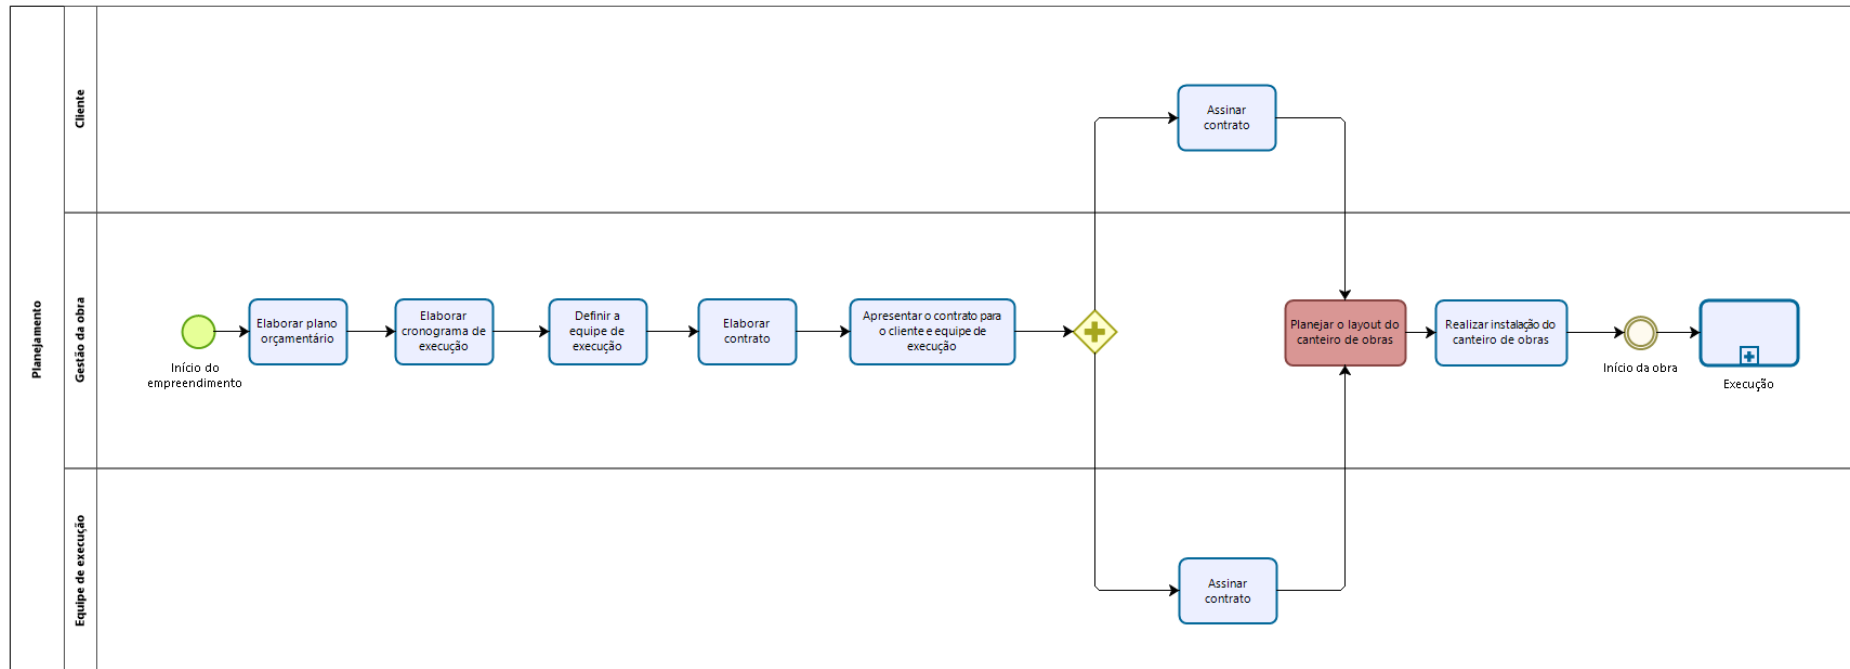 Planejamento
Cliente
Assinar
contrato
Gestão da obra
Início do
empreendimento
Elaborar plano
orçamentário
Elaborar
cronograma de
execução
Definir a
equipe de
execução
Elaborar
contrato
Apresentar o contrato para
o cliente e equipe de
execução
Planejar o layout do
canteiro de obras
Realizar instalação do
canteiro de obras
Início da obra
Execução
Equipe de execução
Assinar
contrato